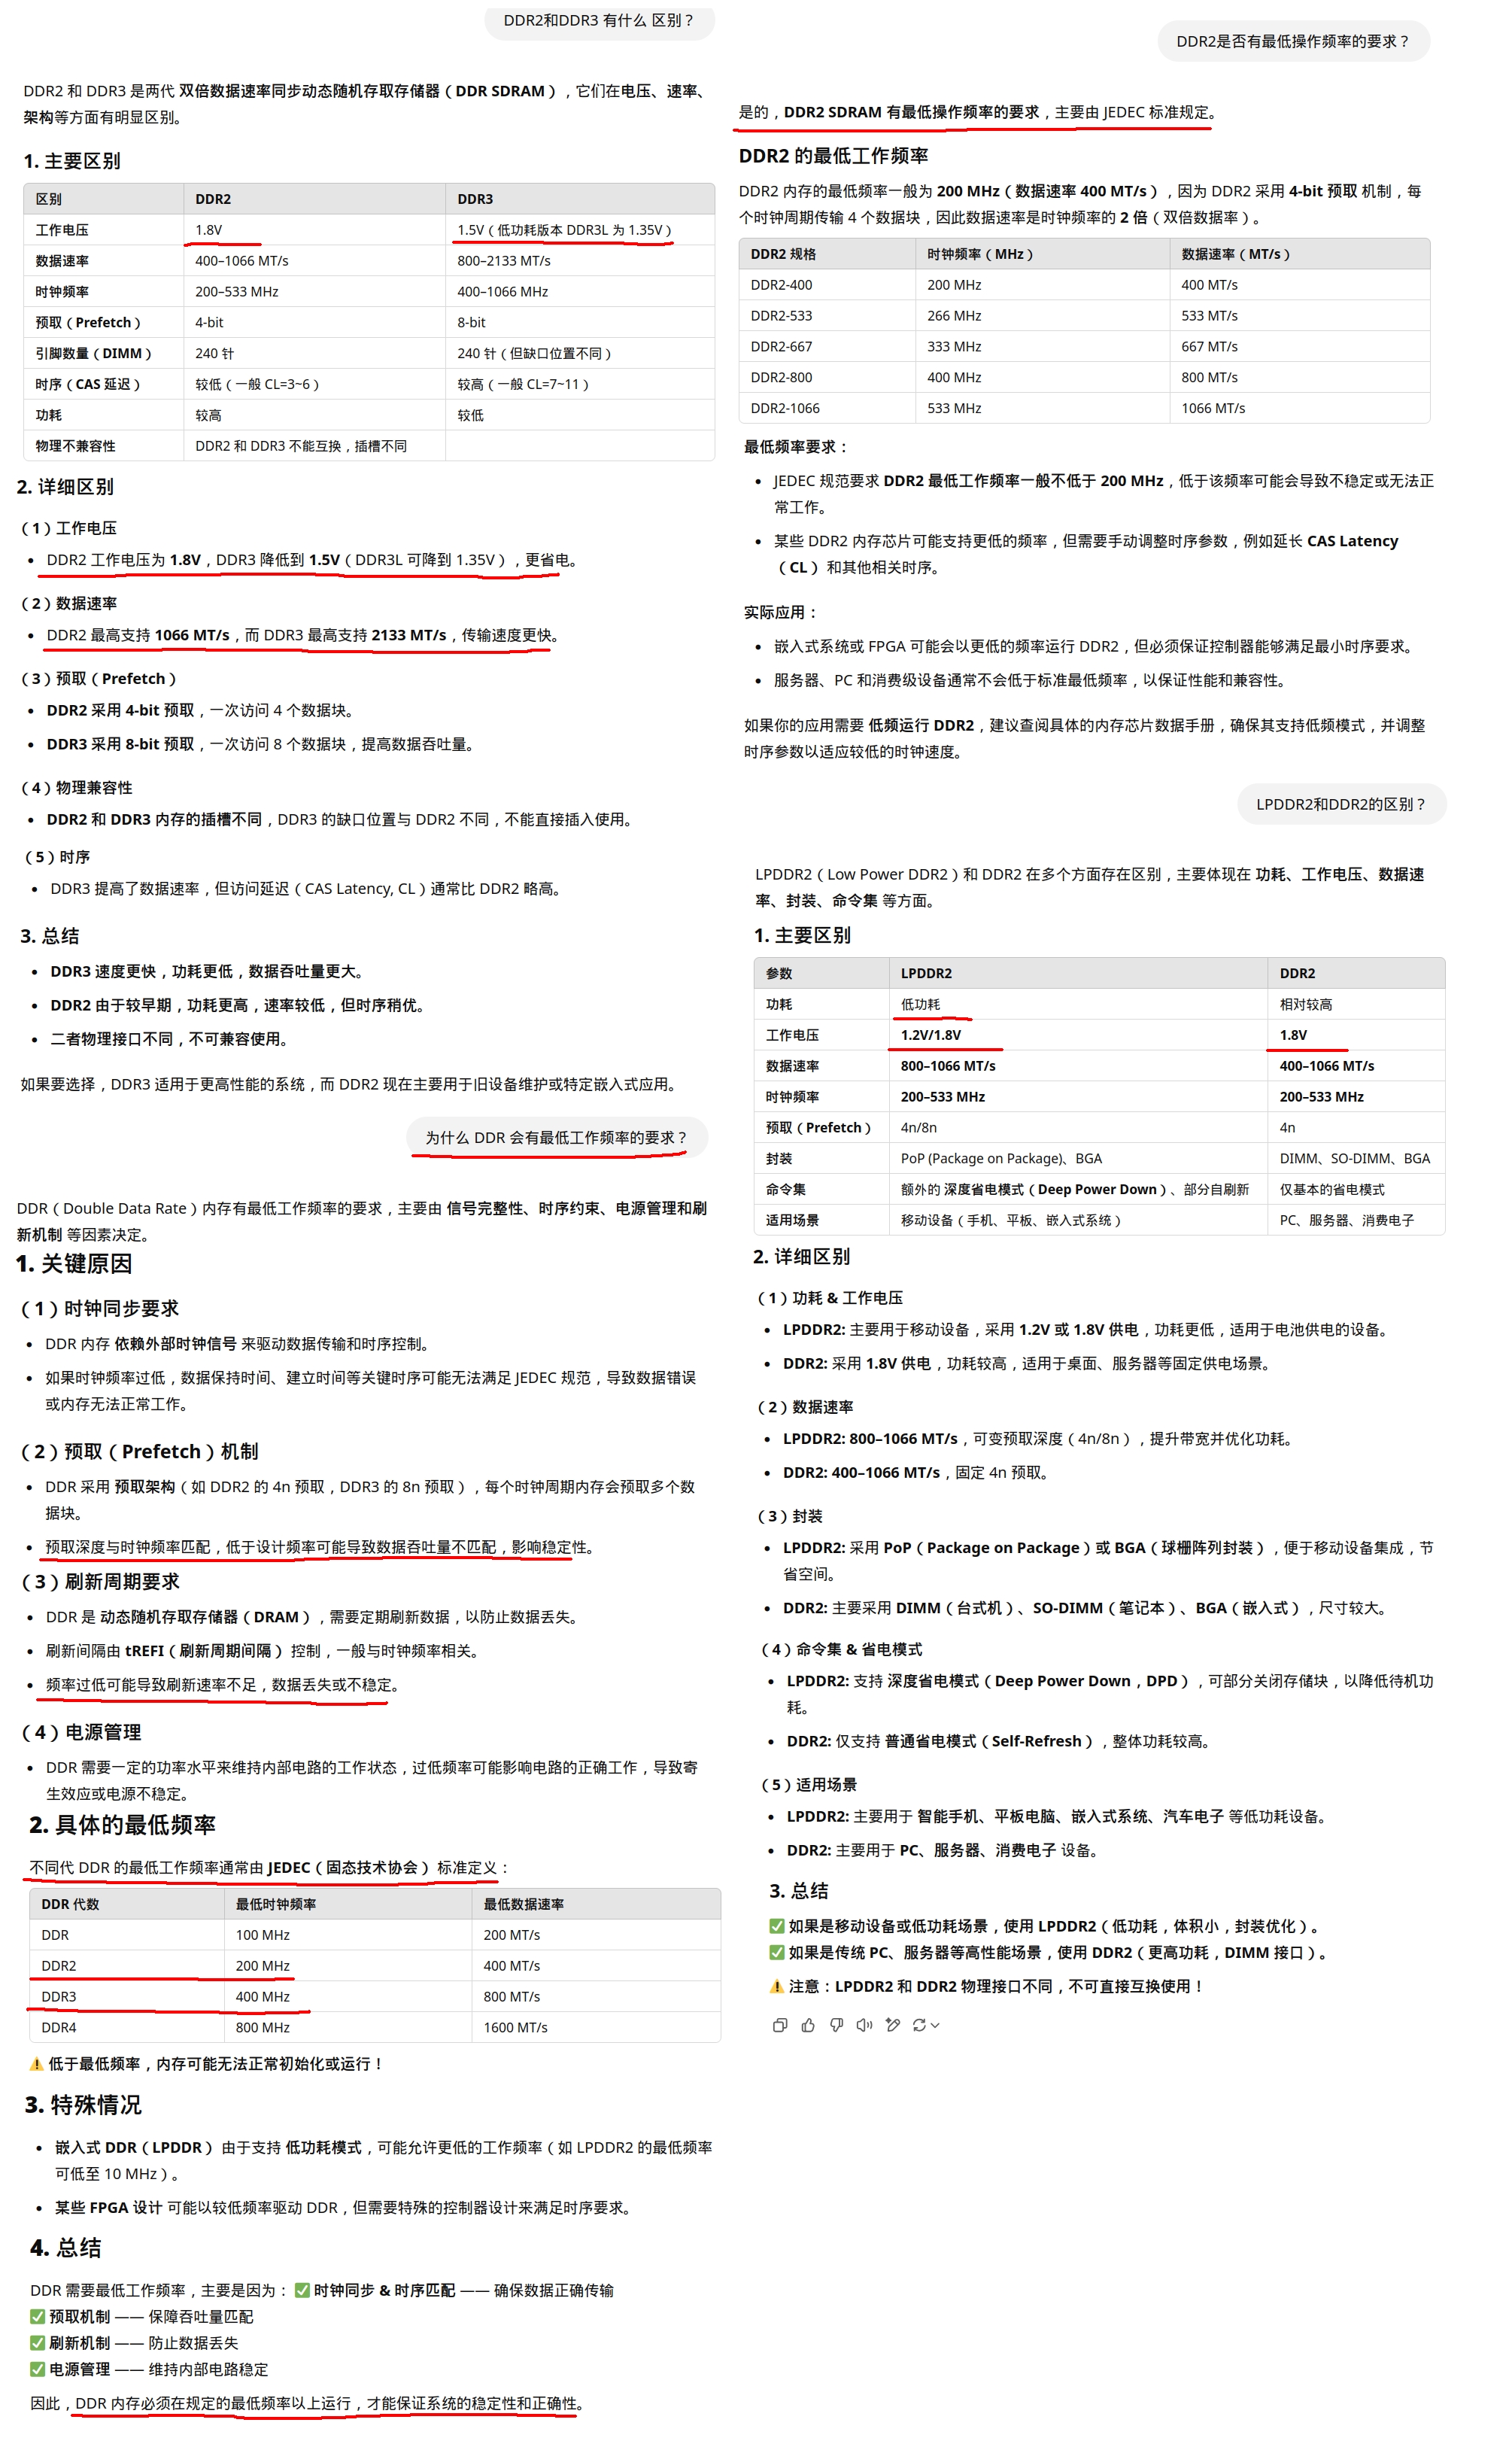 DDR2和DDR3 有什么 区别？
DDR2 和 DDR3 是两代 双倍数据速率同步动态随机存取存储器（DDR SDRAM），它们在电压、速率、
架构等方面有明显区别。
1. 主要区别
区别 DDR2 DDR3
工作电压 1.8V 1.5V（低功耗版本 DDR3L 为 1.35V）
数据速率 400–1066 MT/s 800–2133 MT/s
时钟频率 200–533 MHz 400–1066 MHz
预取（Prefetch） 4-bit 8-bit
引脚数量（DIMM） 240 针 240 针（但缺口位置不同）
时序（CAS 延迟） 较低（一般 CL=3~6） 较高（一般 CL=7~11）
功耗 较高 较低
物理不兼容性 DDR2 和 DDR3 不能互换，插槽不同
2. 详细区别
（1）工作电压
• DDR2 工作电压为 1.8V，DDR3 降低到 1.5V（DDR3L 可降到 1.35V），更省电。
（2）数据速率
• DDR2 最高支持 1066 MT/s，而 DDR3 最高支持 2133 MT/s，传输速度更快。
（3）预取（Prefetch）
• DDR2 采用 4-bit 预取，一次访问 4 个数据块。
• DDR3 采用 8-bit 预取，一次访问 8 个数据块，提高数据吞吐量。
（4）物理兼容性
• DDR2 和 DDR3 内存的插槽不同，DDR3 的缺口位置与 DDR2 不同，不能直接插入使用。
（5）时序
• DDR3 提高了数据速率，但访问延迟（CAS Latency, CL）通常比 DDR2 略高。
3. 总结
• DDR3 速度更快，功耗更低，数据吞吐量更大。
• DDR2 由于较早期，功耗更高，速率较低，但时序稍优。
• 二者物理接口不同，不可兼容使用。
如果要选择，DDR3 适用于更高性能的系统，而 DDR2 现在主要用于旧设备维护或特定嵌入式应用。
为什么 DDR 会有最低工作频率的要求？
DDR（Double Data Rate）内存有最低工作频率的要求，主要由 信号完整性、时序约束、电源管理和刷
新机制 等因素决定。
1. 关键原因
（1）时钟同步要求
• DDR 内存 依赖外部时钟信号 来驱动数据传输和时序控制。
• 如果时钟频率过低，数据保持时间、建立时间等关键时序可能无法满足 JEDEC 规范，导致数据错误
或内存无法正常工作。
（2）预取（Prefetch）机制
• DDR 采用 预取架构（如 DDR2 的 4n 预取，DDR3 的 8n 预取），每个时钟周期内存会预取多个数
据块。
• 预取深度与时钟频率匹配，低于设计频率可能导致数据吞吐量不匹配，影响稳定性。
（3）刷新周期要求
• DDR 是 动态随机存取存储器（DRAM），需要定期刷新数据，以防止数据丢失。
• 刷新间隔由 tREFI（刷新周期间隔）控制，一般与时钟频率相关。
• 频率过低可能导致刷新速率不足，数据丢失或不稳定。
（4）电源管理
• DDR 需要一定的功率水平来维持内部电路的工作状态，过低频率可能影响电路的正确工作，导致寄
生效应或电源不稳定。
2. 具体的最低频率
不同代 DDR 的最低工作频率通常由 JEDEC（固态技术协会）标准定义：
DDR 代数 最低时钟频率 最低数据速率
DDR 100 MHz 200 MT/s
DDR2 200 MHz 400 MT/s
DDR3 400 MHz 800 MT/s
DDR4 800 MHz 1600 MT/s
⚠️ 低于最低频率，内存可能无法正常初始化或运行！
3. 特殊情况
• 嵌入式 DDR（LPDDR）由于支持 低功耗模式，可能允许更低的工作频率（如 LPDDR2 的最低频率
可低至 10 MHz）。
• 某些 FPGA 设计 可能以较低频率驱动 DDR，但需要特殊的控制器设计来满足时序要求。
4. 总结
DDR 需要最低工作频率，主要是因为：✅ 时钟同步 & 时序匹配 —— 确保数据正确传输
✅ 预取机制 —— 保障吞吐量匹配
✅ 刷新机制 —— 防止数据丢失
✅ 电源管理 —— 维持内部电路稳定
因此，DDR 内存必须在规定的最低频率以上运行，才能保证系统的稳定性和正确性。
DDR2是否有最低操作频率的要求？
是的，DDR2 SDRAM 有最低操作频率的要求，主要由 JEDEC 标准规定。
DDR2 的最低工作频率
DDR2 内存的最低频率一般为 200 MHz（数据速率 400 MT/s），因为 DDR2 采用 4-bit 预取 机制，每
个时钟周期传输 4 个数据块，因此数据速率是时钟频率的 2 倍（双倍数据率）。
DDR2 规格 时钟频率（MHz） 数据速率（MT/s）
DDR2-400 200 MHz 400 MT/s
DDR2-533 266 MHz 533 MT/s
DDR2-667 333 MHz 667 MT/s
DDR2-800 400 MHz 800 MT/s
DDR2-1066 533 MHz 1066 MT/s
最低频率要求：
• JEDEC 规范要求 DDR2 最低工作频率一般不低于 200 MHz，低于该频率可能会导致不稳定或无法正
常工作。
• 某些 DDR2 内存芯片可能支持更低的频率，但需要手动调整时序参数，例如延长 CAS Latency
（CL）和其他相关时序。
实际应用：
• 嵌入式系统或 FPGA 可能会以更低的频率运行 DDR2，但必须保证控制器能够满足最小时序要求。
• 服务器、PC 和消费级设备通常不会低于标准最低频率，以保证性能和兼容性。
如果你的应用需要 低频运行 DDR2，建议查阅具体的内存芯片数据手册，确保其支持低频模式，并调整
时序参数以适应较低的时钟速度。
LPDDR2和DDR2的区别？
LPDDR2（Low Power DDR2）和 DDR2 在多个方面存在区别，主要体现在 功耗、工作电压、数据速
率、封装、命令集 等方面。
1. 主要区别
参数 LPDDR2 DDR2
功耗 低功耗 相对较高
工作电压 1.2V/1.8V 1.8V
数据速率 800–1066 MT/s 400–1066 MT/s
时钟频率 200–533 MHz 200–533 MHz
预取（Prefetch） 4n/8n 4n
封装 PoP (Package on Package)、BGA DIMM、SO-DIMM、BGA
命令集 额外的 深度省电模式（Deep Power Down）、部分自刷新 仅基本的省电模式
适用场景 移动设备（手机、平板、嵌入式系统） PC、服务器、消费电子
2. 详细区别
（1）功耗 & 工作电压
• LPDDR2: 主要用于移动设备，采用 1.2V 或 1.8V 供电，功耗更低，适用于电池供电的设备。
• DDR2: 采用 1.8V 供电，功耗较高，适用于桌面、服务器等固定供电场景。
（2）数据速率
• LPDDR2: 800–1066 MT/s，可变预取深度（4n/8n），提升带宽并优化功耗。
• DDR2: 400–1066 MT/s，固定 4n 预取。
（3）封装
• LPDDR2: 采用 PoP（Package on Package）或 BGA（球栅阵列封装），便于移动设备集成，节
省空间。
• DDR2: 主要采用 DIMM（台式机）、SO-DIMM（笔记本）、BGA（嵌入式），尺寸较大。
（4）命令集 & 省电模式
• LPDDR2: 支持 深度省电模式（Deep Power Down，DPD），可部分关闭存储块，以降低待机功
耗。
• DDR2: 仅支持 普通省电模式（Self-Refresh），整体功耗较高。
（5）适用场景
• LPDDR2: 主要用于 智能手机、平板电脑、嵌入式系统、汽车电子 等低功耗设备。
• DDR2: 主要用于 PC、服务器、消费电子 设备。
3. 总结
✅ 如果是移动设备或低功耗场景，使用 LPDDR2（低功耗，体积小，封装优化）。
✅ 如果是传统 PC、服务器等高性能场景，使用 DDR2（更高功耗，DIMM 接口）。
⚠️ 注意：LPDDR2 和 DDR2 物理接口不同，不可直接互换使用！